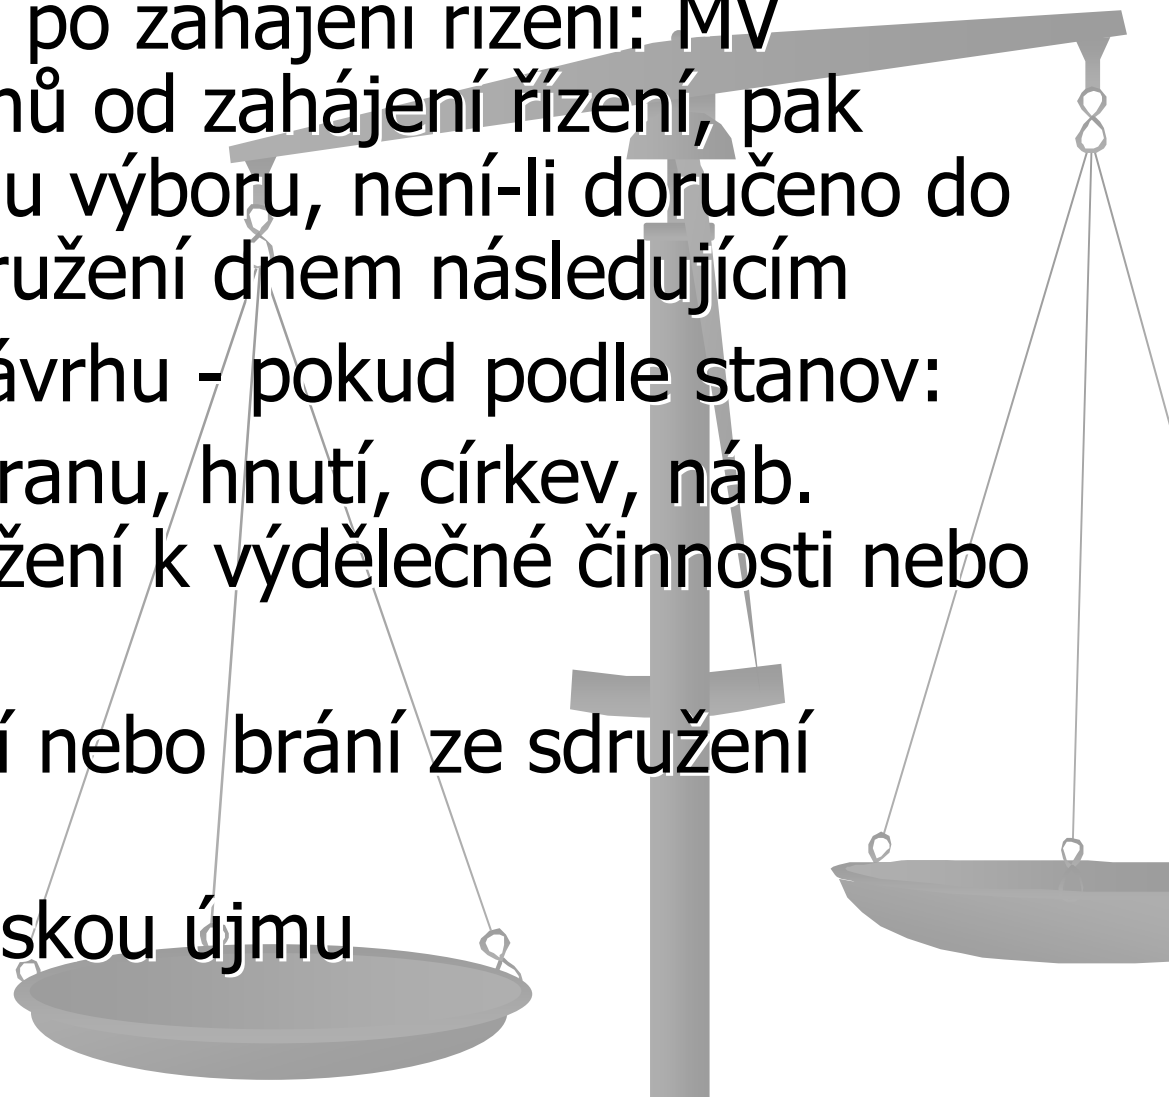 po zahájení řízení: MV
nů od zahájení řízení, pak
u výboru, není-li doručeno do
ružení dnem následujícím
ávrhu - pokud podle stanov:
ranu, hnutí, církev, náb.
žení k výdělečné činnosti nebo
í nebo brání ze sdružení
skou újmu